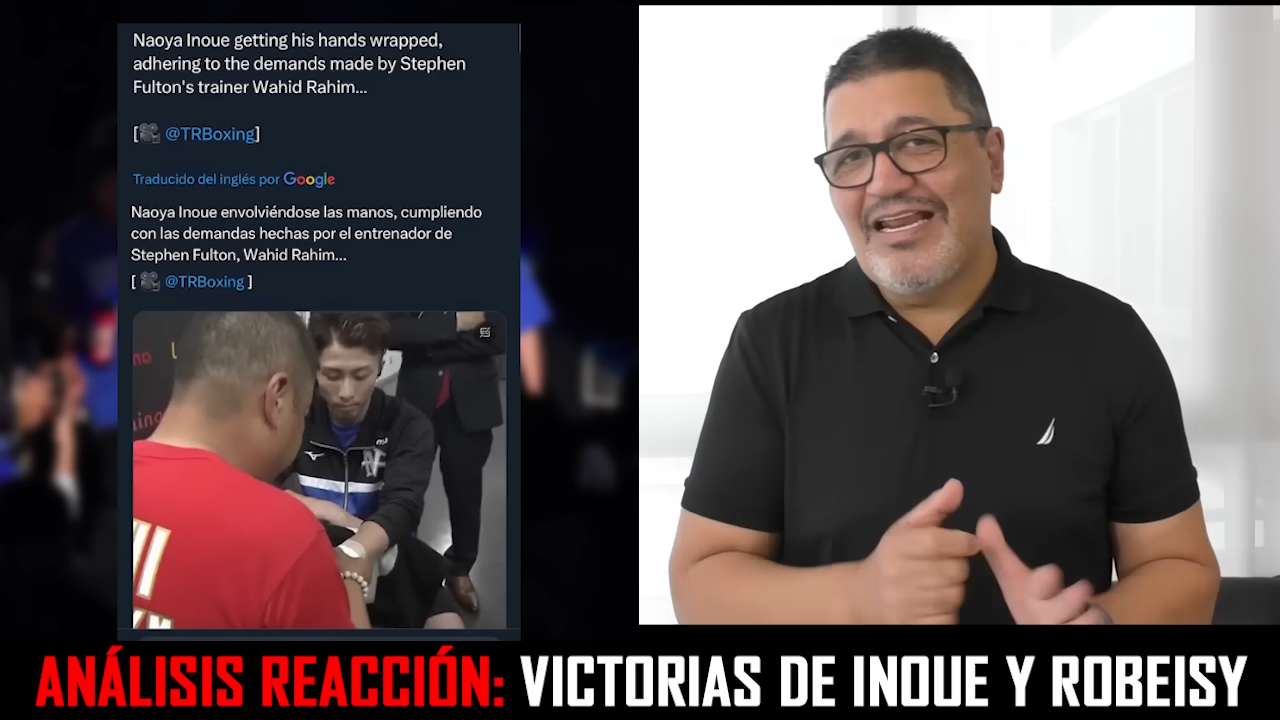 Naoya Inoue getting his hands wrapped,
adhering to the demands made by Stephen
Fulton's trainer Wahid Rahim...
[🎥 @TRBoxing]
Traducido del inglés por Google
Naoya Inoue envolviéndose las manos, cumpliendo
con las demandas hechas por el entrenador de
Stephen Fulton, Wahid Rahim...
[ 🎥 @TRBoxing ]
ANÁLISIS REACCIÓN: VICTORIAS DE INOUE Y ROBEISY